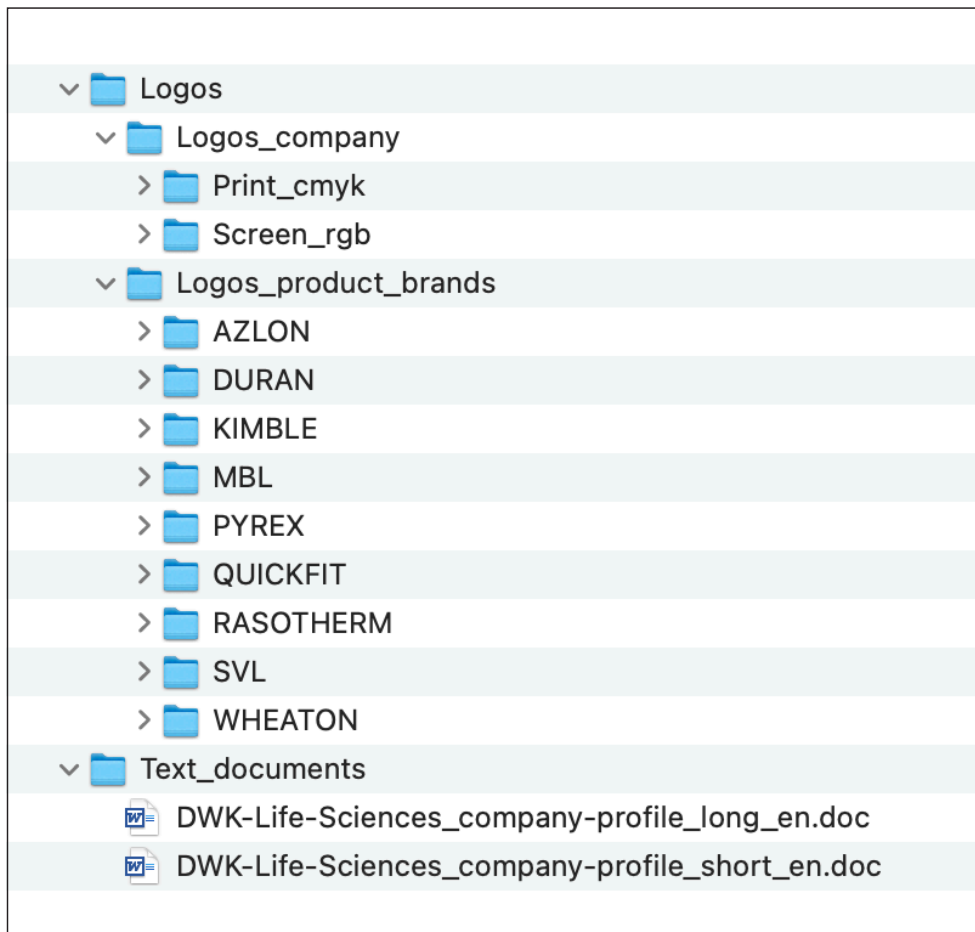 Logos
Logos_company
Print_cmyk
Screen_rgb
Logos_product_brands
AZLON
DURAN
KIMBLE
MBL
PYREX
QUICKFIT
RASOTHERM
SVL
WHEATON
Text_documents
DWK-Life-Sciences_company-profile_long_en.doc
DWK-Life-Sciences_company-profile_short_en.doc